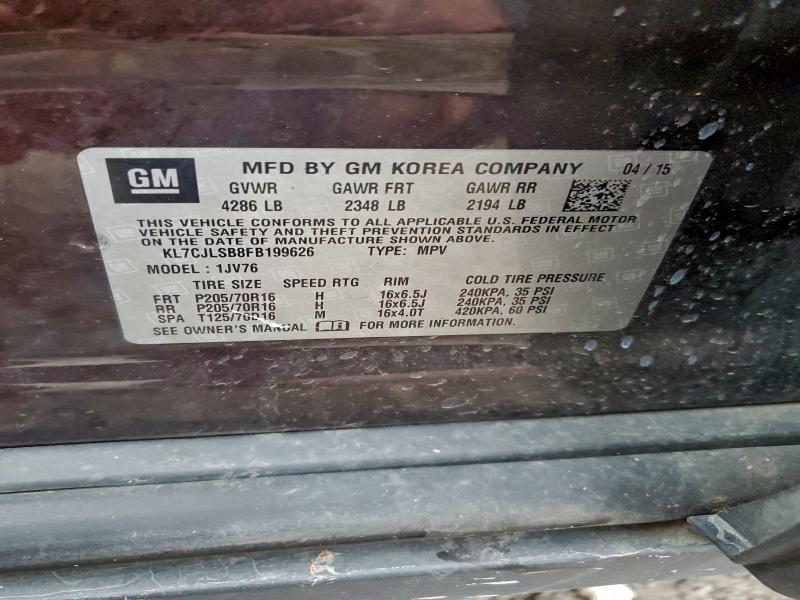 GM MFD BY GM KOREA COMPANY 04 / 15
GVWR GAWR FRT GAWR RR
4286 LB 2348 LB 2194 LB
THIS VEHICLE CONFORMS TO ALL APPLICABLE U.S. FEDERAL MOTOR
VEHICLE SAFETY AND THEFT PREVENTION STANDARDS IN EFFECT
ON THE DATE OF MANUFACTURE SHOWN ABOVE.
KL7CJLSB8FB199626 TYPE: MPV
MODEL : 1JV76
TIRE SIZE SPEED RTG RIM COLD TIRE PRESSURE
FRT P205/70R16 H 16x6.5J 240KPA, 35 PSI
RR P205/70R16 H 16x6.5J 240KPA, 35 PSI
SPA T125/70R16 M 16x4.0T 420KPA, 60 PSI
SEE OWNER'S MANUAL FOR MORE INFORMATION.